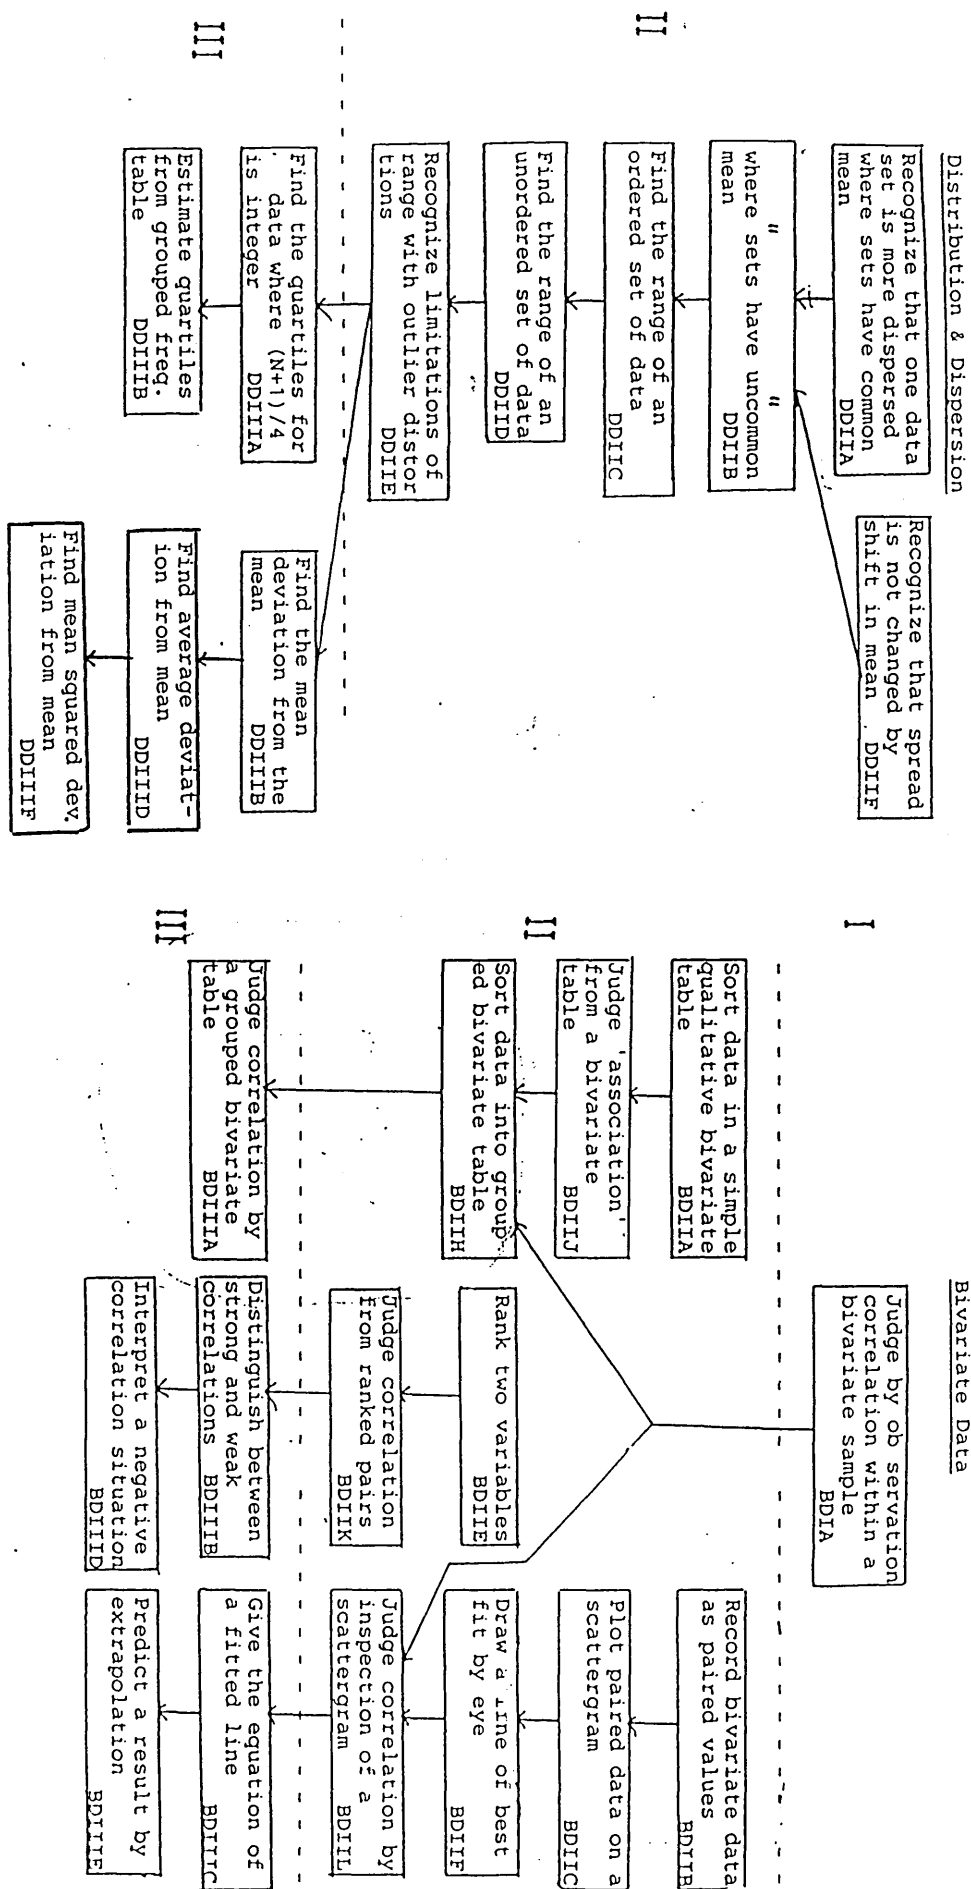 Distribution & Dispersion
II
Recognize that one data
set is more dispersed
where sets have common
mean
DDIIA
Recognize that spread
is not changed by
shift in mean
DDIIF
" "
where sets have uncommon
mean
DDIIB
Find the range of an
ordered set of data
DDIIC
Find the range of an
unordered set of data
DDIID
Recognize limitations of
range with outlier distor
tions
DDIIE
III
Find the quartiles for
data where (N+1)/4
is integer
DDIIIA
Find the mean
deviation from the
mean
DDIIIB
Estimate quartiles
from grouped freq.
table
DDIIIB
Find average deviat-
ion from mean
DDIIID
Find mean squared dev.
iation from mean
DDIIIF
Bivariate Data
I
Judge by ob servation
correlation within a
bivariate sample
BDIA
II
Sort data in a simple
qualitative bivariate
table
BDIIA
Record bivariate data
as paired values
BDIIB
Judge 'association'
from a bivariate
table
BDIIJ
Plot paired data on a
scattergram
BDIIC
Sort data into group-
ed bivariate table
BDIIH
Rank two variables
BDIIE
Draw a line of best
fit by eye
BDIIF
Judge correlation
from ranked pairs
BDIIK
Judge correlation by
inspection of a
scattergram
BDIIL
III
Judge correlation by
a grouped bivariate
table
BDIIIA
Distinguish between
strong and weak
correlations
BDIIIB
Give the equation of
a fitted line
BDIIIC
Interpret a negative
correlation situation
BDIIID
Predict a result by
extrapolation
BDIIIE